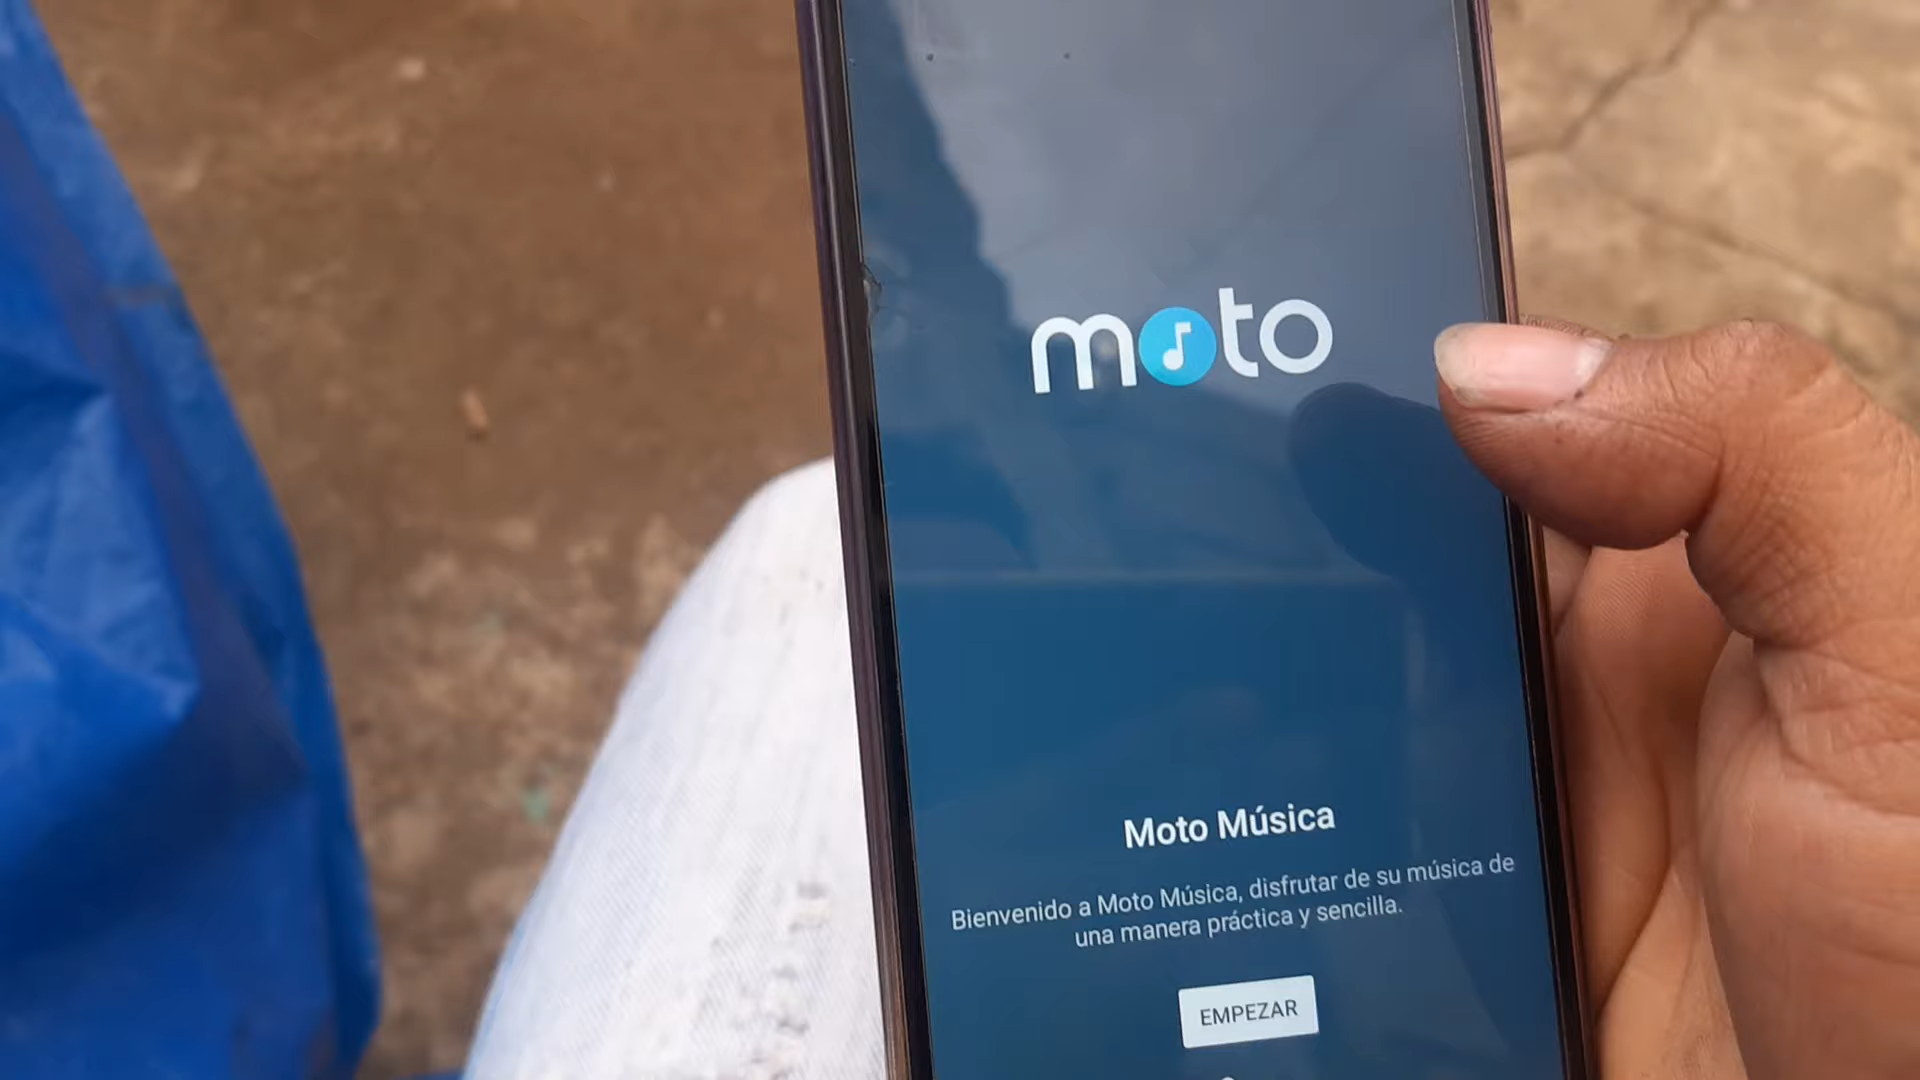 moto
Moto Música
Bienvenido a Moto Música, disfrutar de su música de
una manera práctica y sencilla.
EMPEZAR